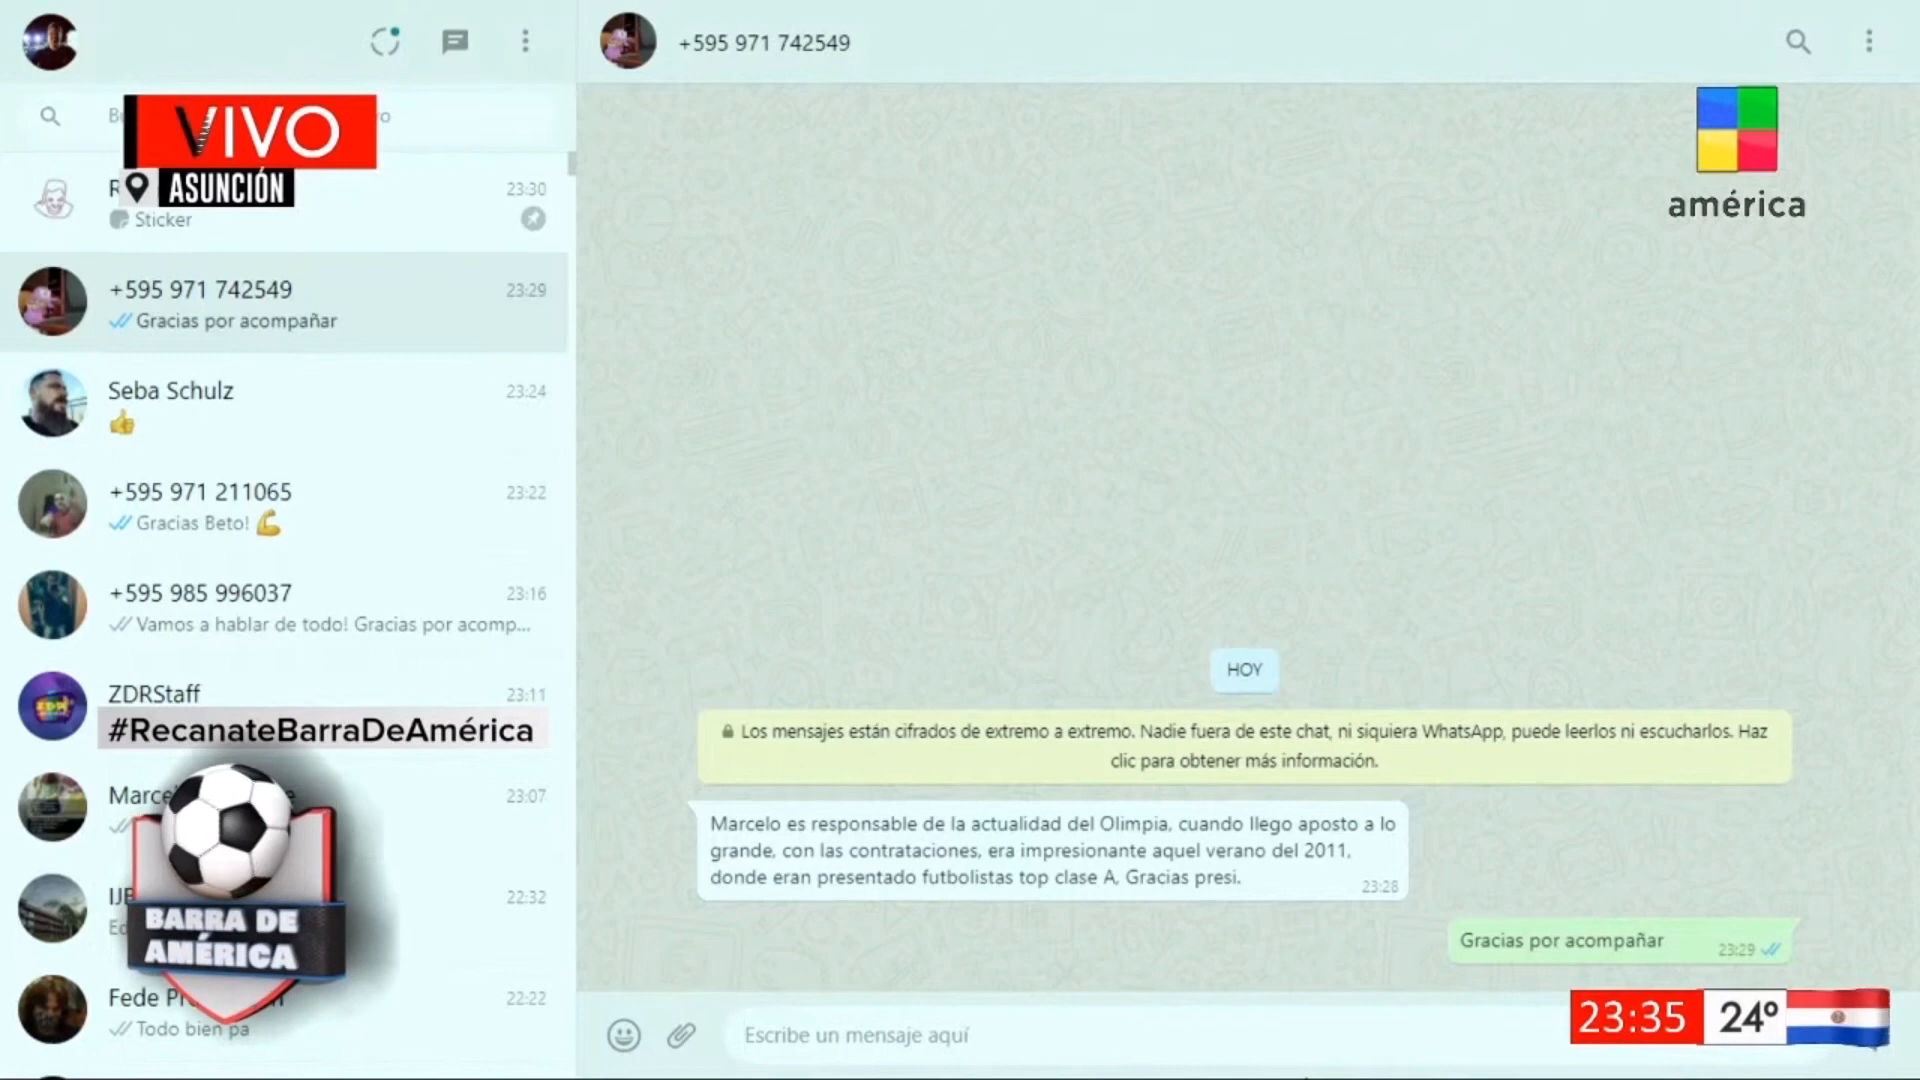 +595 971 742549
VIVO
ASUNCIÓN
23:30
Sticker
+595 971 742549
23:29
Gracias por acompañar
Seba Schulz
23:24
+595 971 211065
23:22
Gracias Beto!
+595 985 996037
23:16
Vamos a hablar de todo! Gracias por acomp...
ZDRStaff
23:11
#RecanateBarraDeAmérica
23:07
22:32
BARRA DE
AMÉRICA
Fede
22:22
Todo bien pa
américa
HOY
Los mensajes están cifrados de extremo a extremo. Nadie fuera de este chat, ni siquiera WhatsApp, puede leerlos ni escucharlos. Haz
clic para obtener más información.
Marcelo es responsable de la actualidad del Olimpia, cuando llego aposto a lo
grande, con las contrataciones, era impresionante aquel verano del 2011,
donde eran presentado futbolistas top clase A, Gracias presi.
23:28
Gracias por acompañar
23:29
Escribe un mensaje aquí
23:35
24º